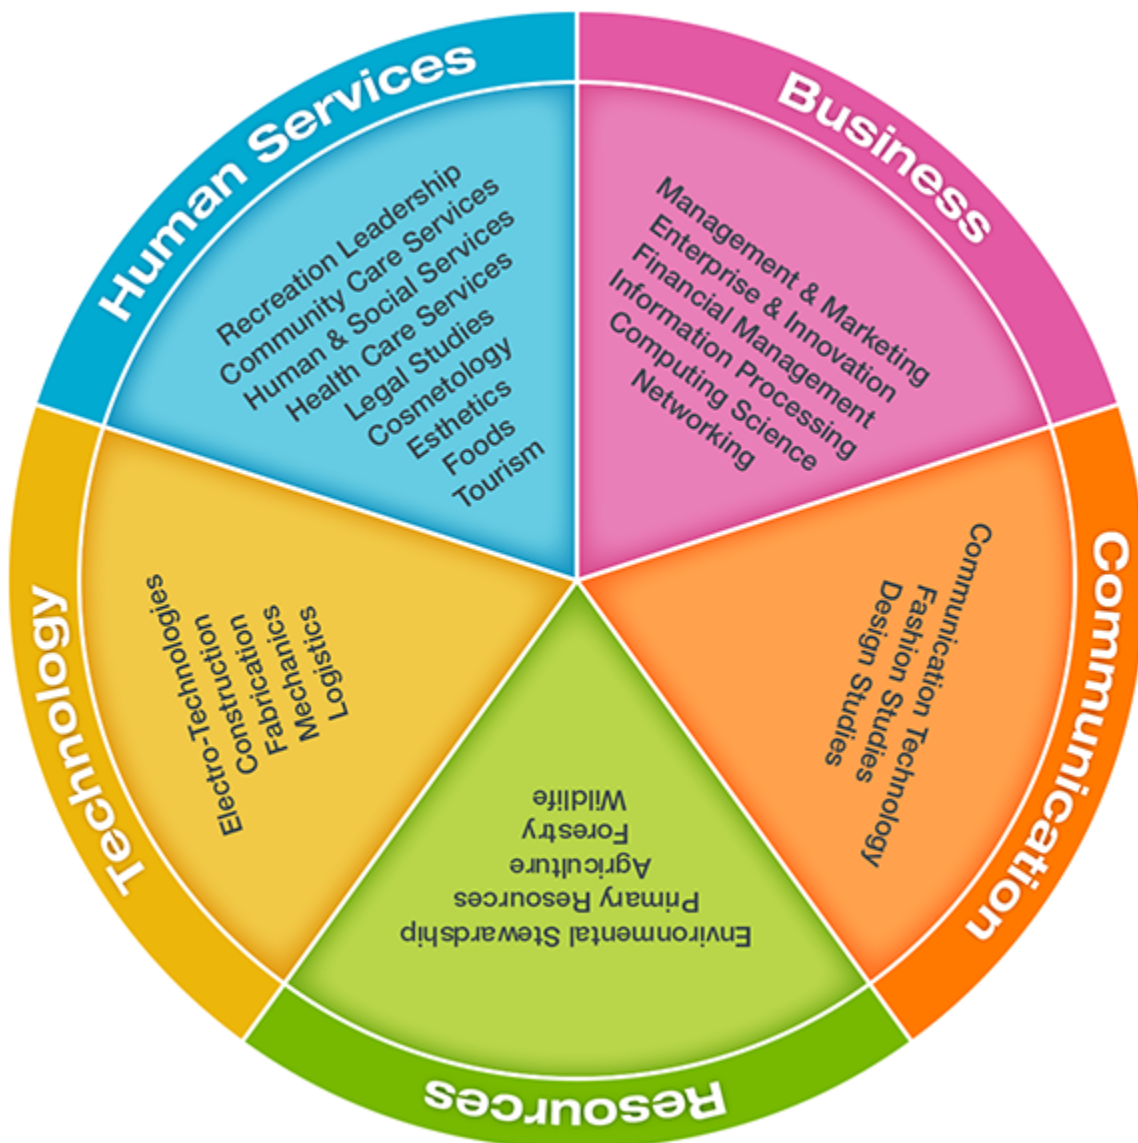 Business
Management & Marketing
Enterprise & Innovation
Financial Management
Information Processing
Computing Science
Networking
Communication
Communication Technology
Fashion Studies
Design Studies
Resources
Environmental Stewardship
Primary Resources
Agriculture
Forestry
Wildlife
Technology
Electro-Technologies
Construction
Fabrication
Mechanics
Logistics
Human Services
Recreation Leadership
Community Care Services
Human & Social Services
Health Care Services
Legal Studies
Cosmetology
Esthetics
Foods
Tourism